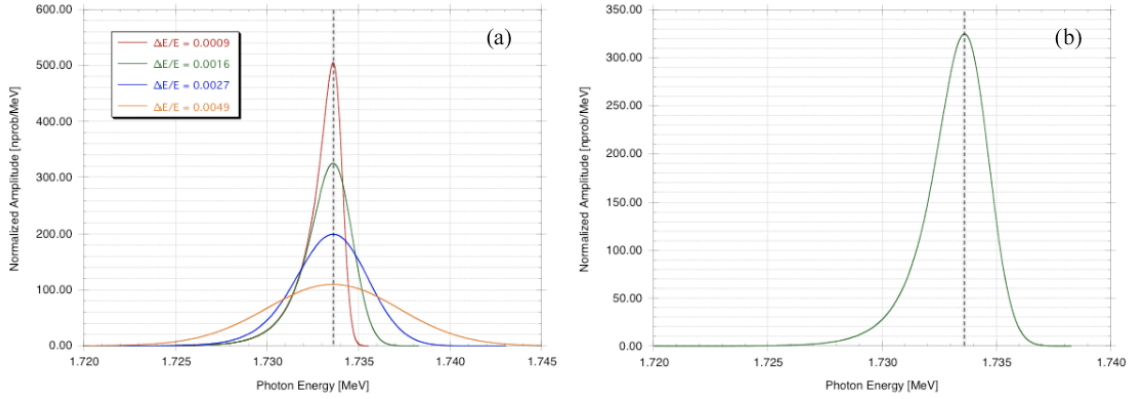 600.00
500.00
400.00
300.00
200.00
100.00
0.00
Normalized Amplitude [nprob/MeV]
(a)
ΔE/E = 0.0009
ΔE/E = 0.0016
ΔE/E = 0.0027
ΔE/E = 0.0049
1.720 1.725 1.730 1.735 1.740 1.745
Photon Energy [MeV]
350.00
300.00
250.00
200.00
150.00
100.00
50.00
0.00
Normalized Amplitude [nprob/MeV]
(b)
1.720 1.725 1.730 1.735 1.740
Photon Energy [MeV]